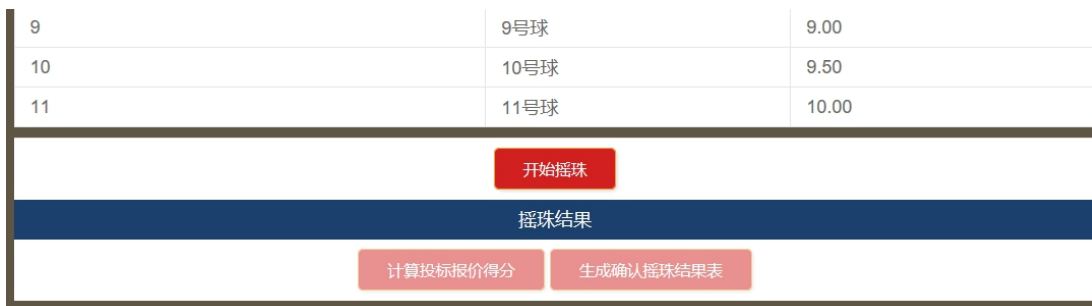 9 9号球 9.00
10 10号球 9.50
11 11号球 10.00
开始摇珠
摇珠结果
计算投标报价得分 生成确认摇珠结果表